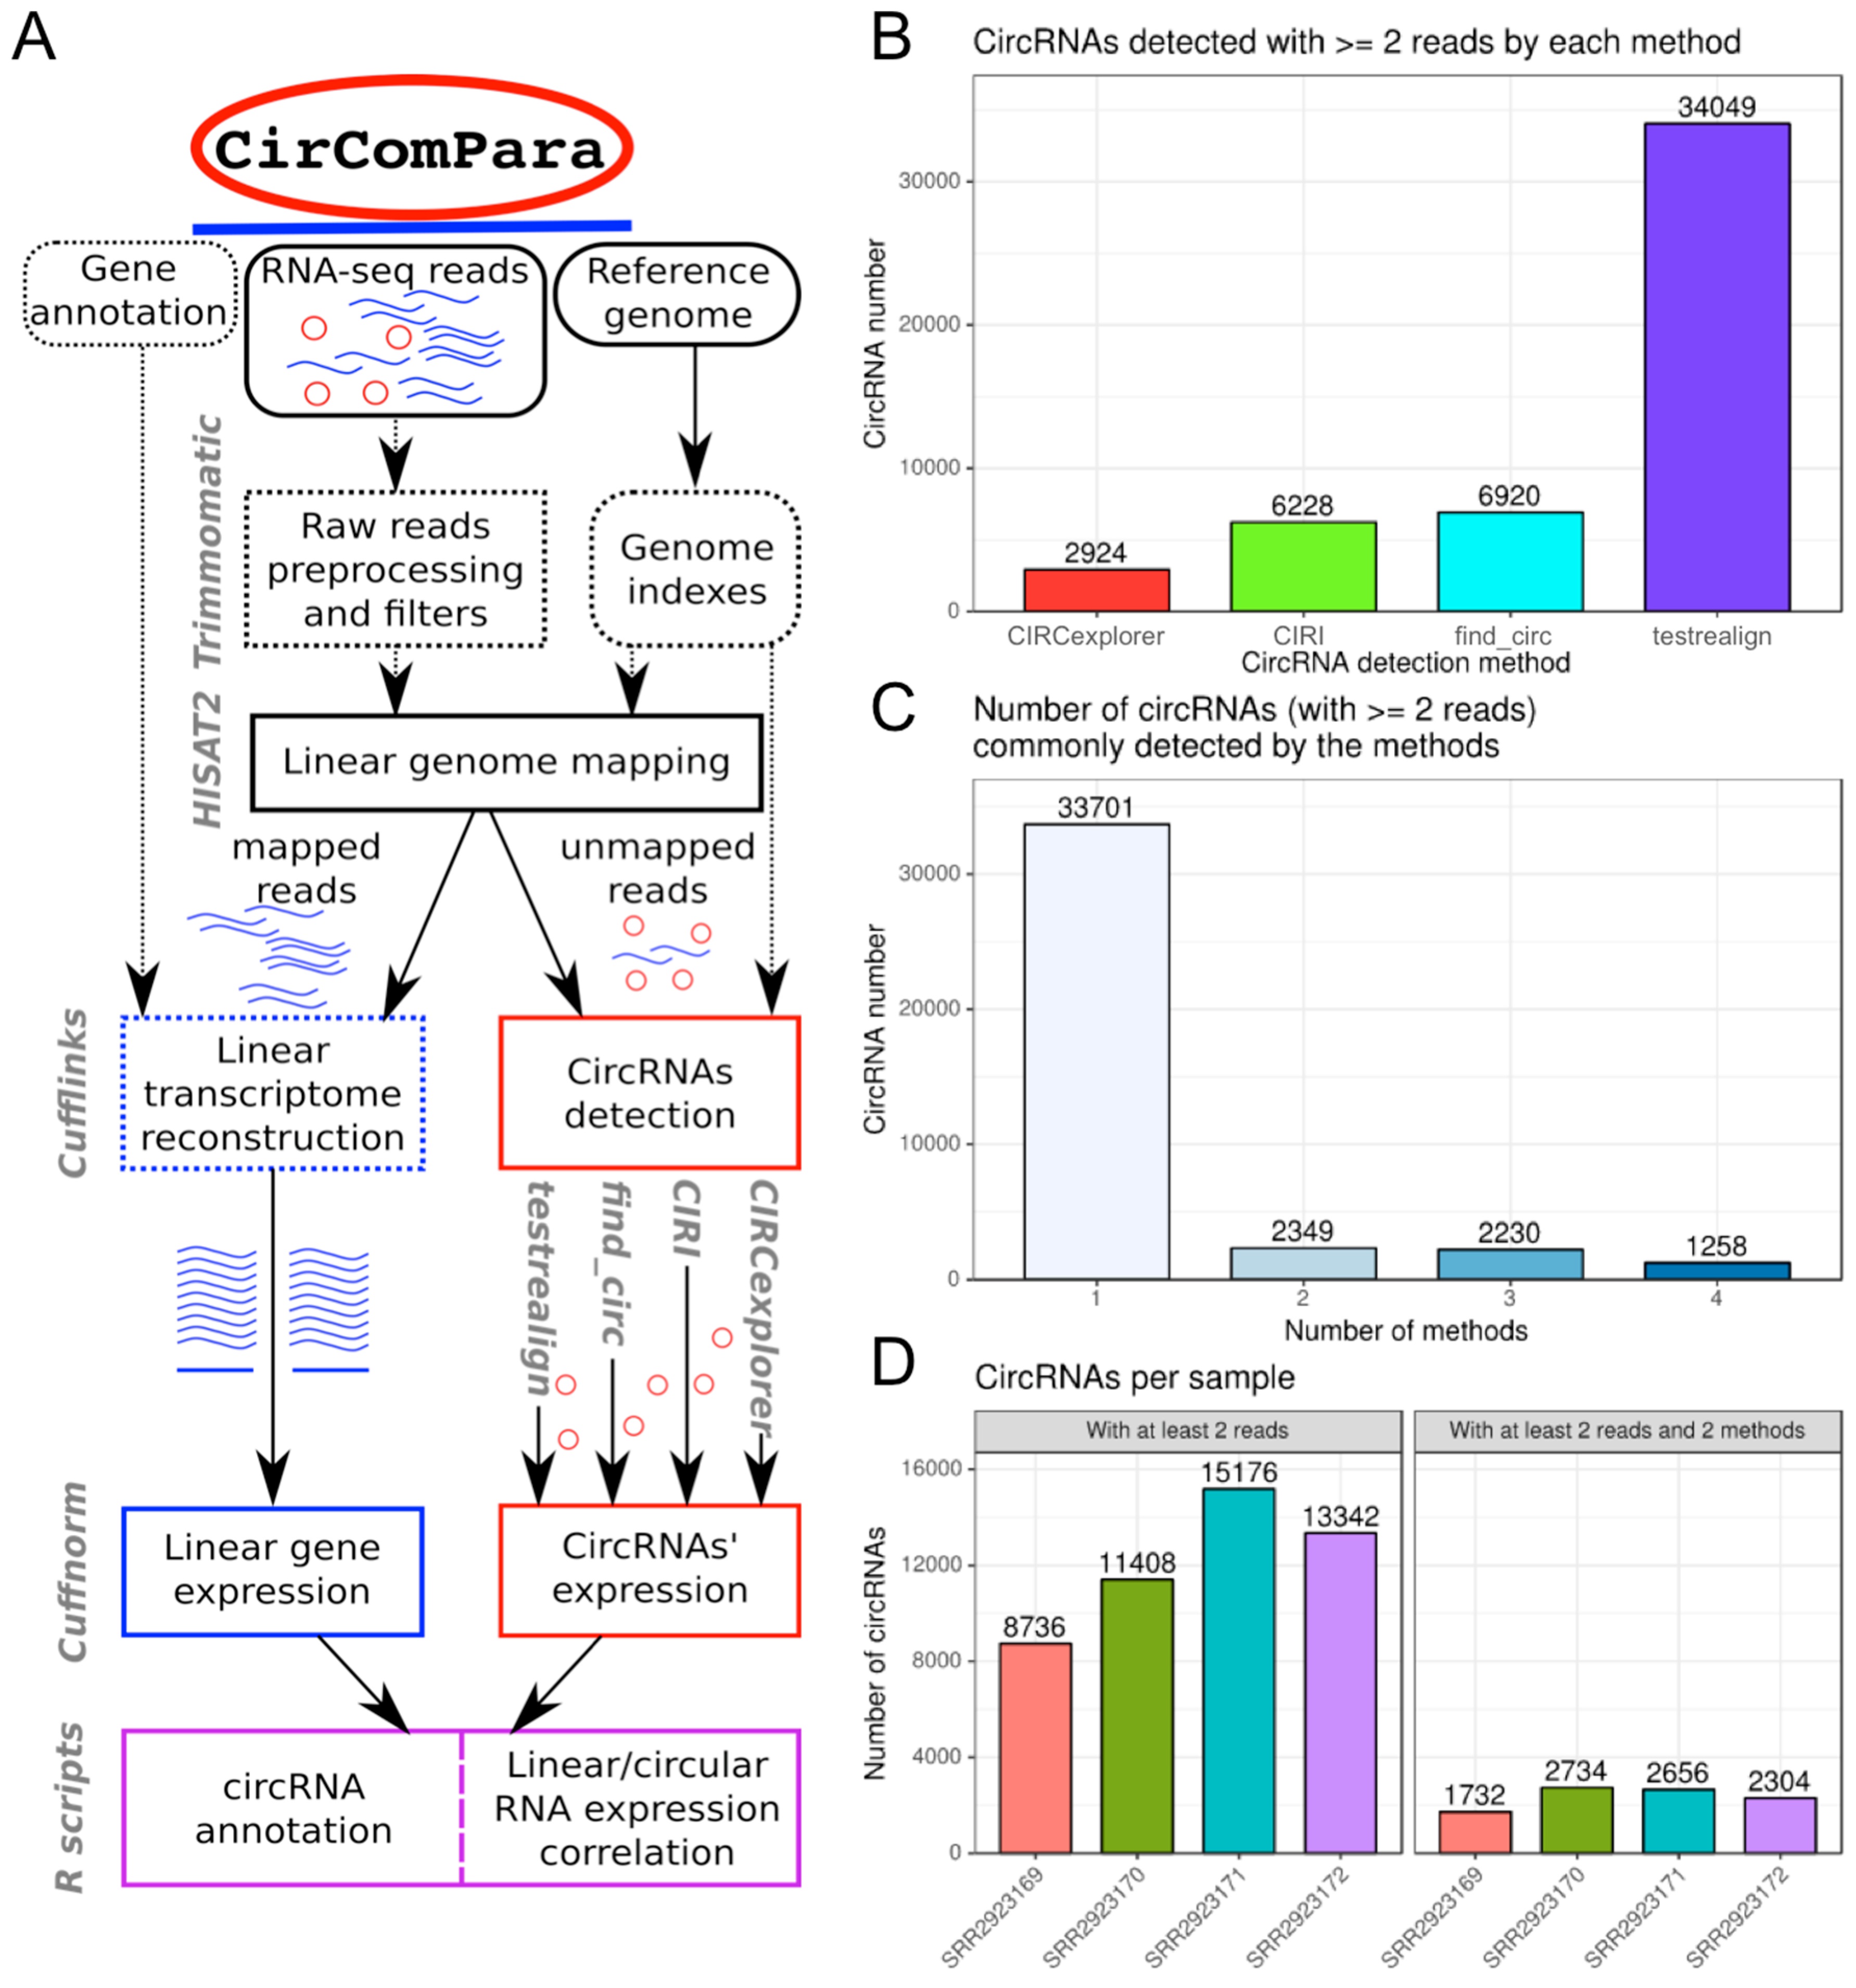 A
CirComPara
Gene
annotation
RNA-seq reads
Reference
genome
Trimmomatic
Raw reads
preprocessing
and filters
Genome
indexes
HISAT2
Linear genome mapping
mapped
reads
unmapped
reads
Cufflinks
Linear
transcriptome
reconstruction
CircRNAs
detection
testrealign
find_circ
CIRI
CIRCexplorer
Cuffnorm
Linear gene
expression
CircRNAs'
expression
R scripts
circRNA
annotation
Linear/circular
RNA expression
correlation
B
CircRNAs detected with >= 2 reads by each method
CircRNA number
30000
20000
10000
0
2924
6228
6920
34049
CIRCexplorer
CIRI
find_circ
testrealign
CircRNA detection method
C
Number of circRNAs (with >= 2 reads)
commonly detected by the methods
CircRNA number
30000
20000
10000
0
33701
2349
2230
1258
1
2
3
4
Number of methods
D
CircRNAs per sample
With at least 2 reads
With at least 2 reads and 2 methods
Number of circRNAs
16000
12000
8000
4000
0
8736
11408
15176
13342
1732
2734
2656
2304
SRR2923169
SRR2923170
SRR2923171
SRR2923172
SRR2923169
SRR2923170
SRR2923171
SRR2923172